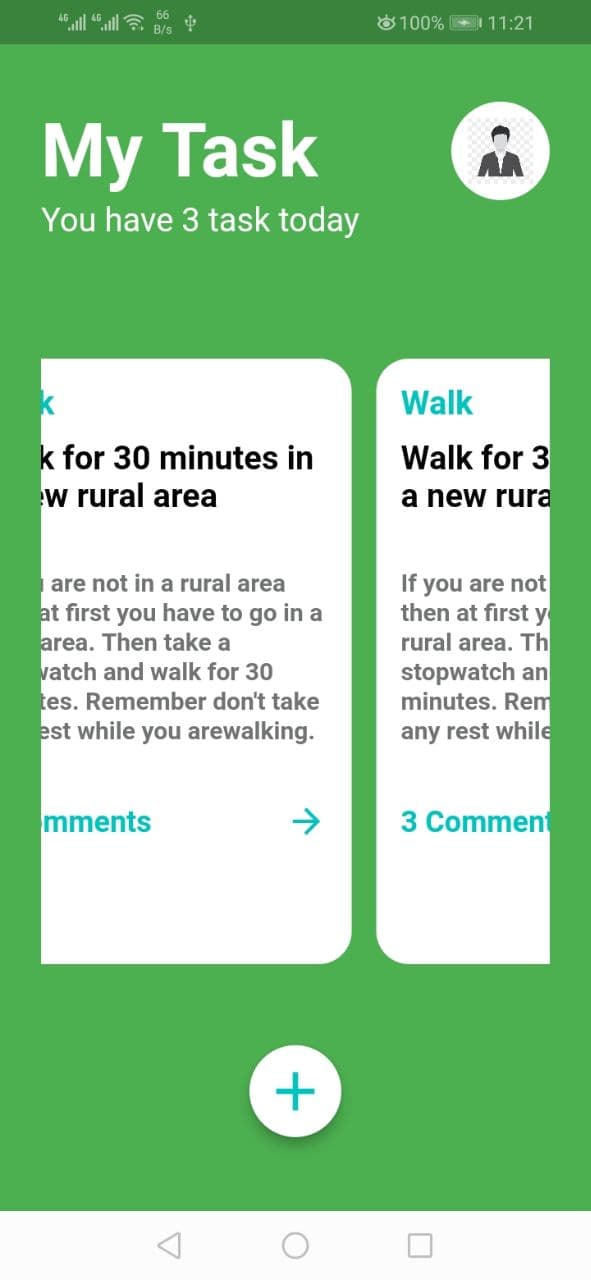 4G 4G 66 B/s 100% 11:21
My Task
You have 3 task today
k
k for 30 minutes in
ew rural area
are not in a rural area
at first you have to go in a
area. Then take a
watch and walk for 30
tes. Remember don't take
est while you arewalking.
omments
Walk
Walk for 3
a new rura
If you are not
then at first y
rural area. Th
stopwatch an
minutes. Rem
any rest while
3 Comment